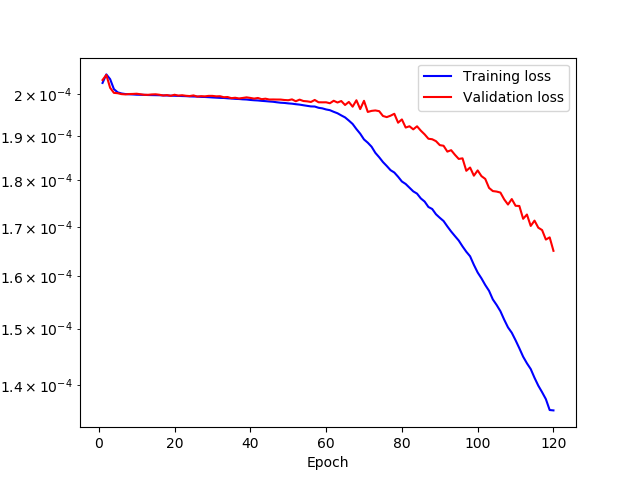 Training loss
Validation loss
2 × 10⁻⁴
1.9 × 10⁻⁴
1.8 × 10⁻⁴
1.7 × 10⁻⁴
1.6 × 10⁻⁴
1.5 × 10⁻⁴
1.4 × 10⁻⁴
0 20 40 60 80 100 120
Epoch